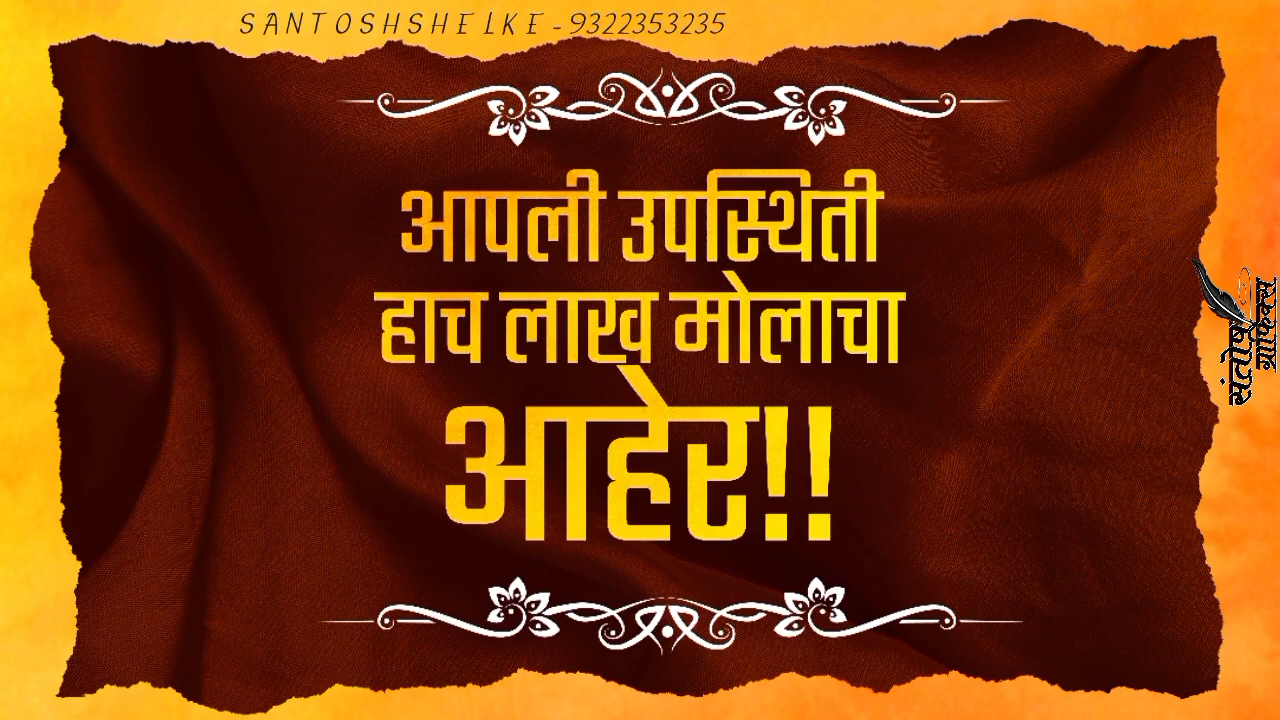 SANTOSHSHELKE-9322353235
आपली उपस्थिती
हाच लाख मोलाचा
आहेर!!
संतोष
ग्राफिक्स